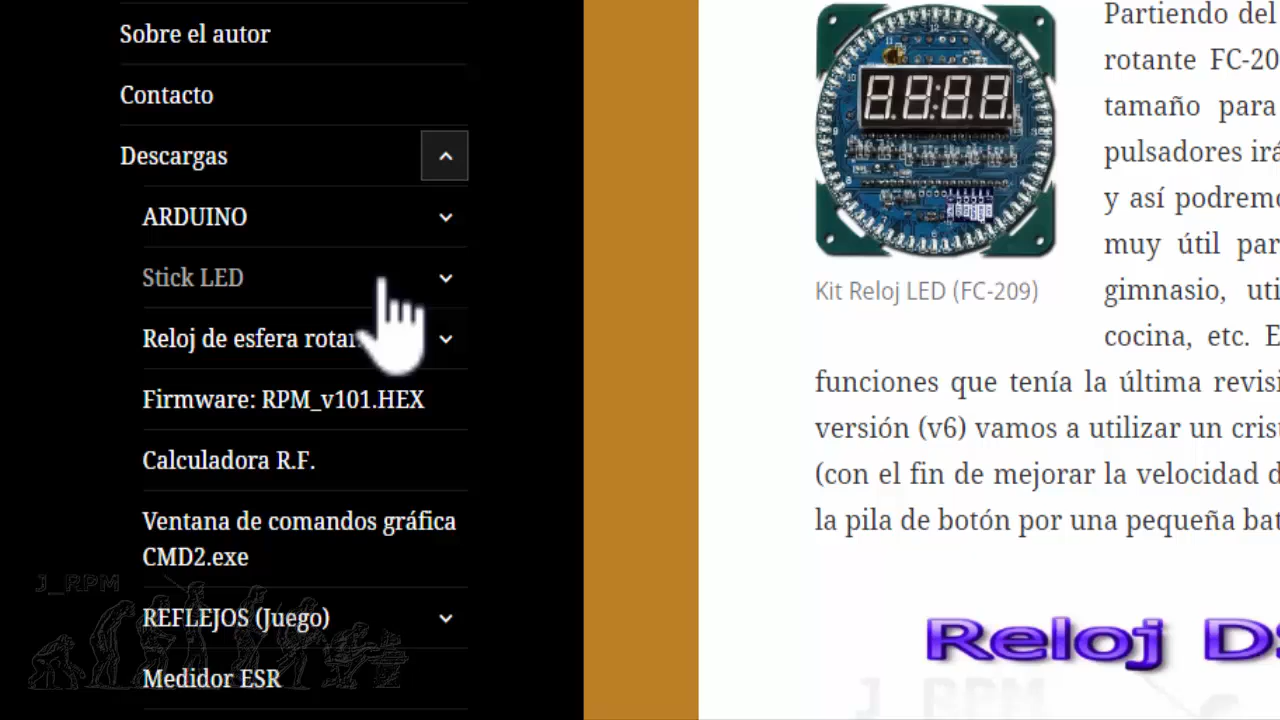 Sobre el autor
Contacto
Descargas
ARDUINO
Stick LED
Reloj de esfera
Firmware: RPM_v101.HEX
Calculadora R.F.
Ventana de comandos gráfica
CMD2.exe
REFLEJOS (Juego)
Medidor ESR
J_RPM
Kit Reloj LED (FC-209)
Partiendo del
rotante FC-20
tamaño para
pulsadores irá
y así podremo
muy útil par
gimnasio, uti
cocina, etc. E
funciones que tenía la última revisi
versión (v6) vamos a utilizar un cris
(con el fin de mejorar la velocidad d
la pila de botón por una pequeña bat
Reloj DS
J_RPM